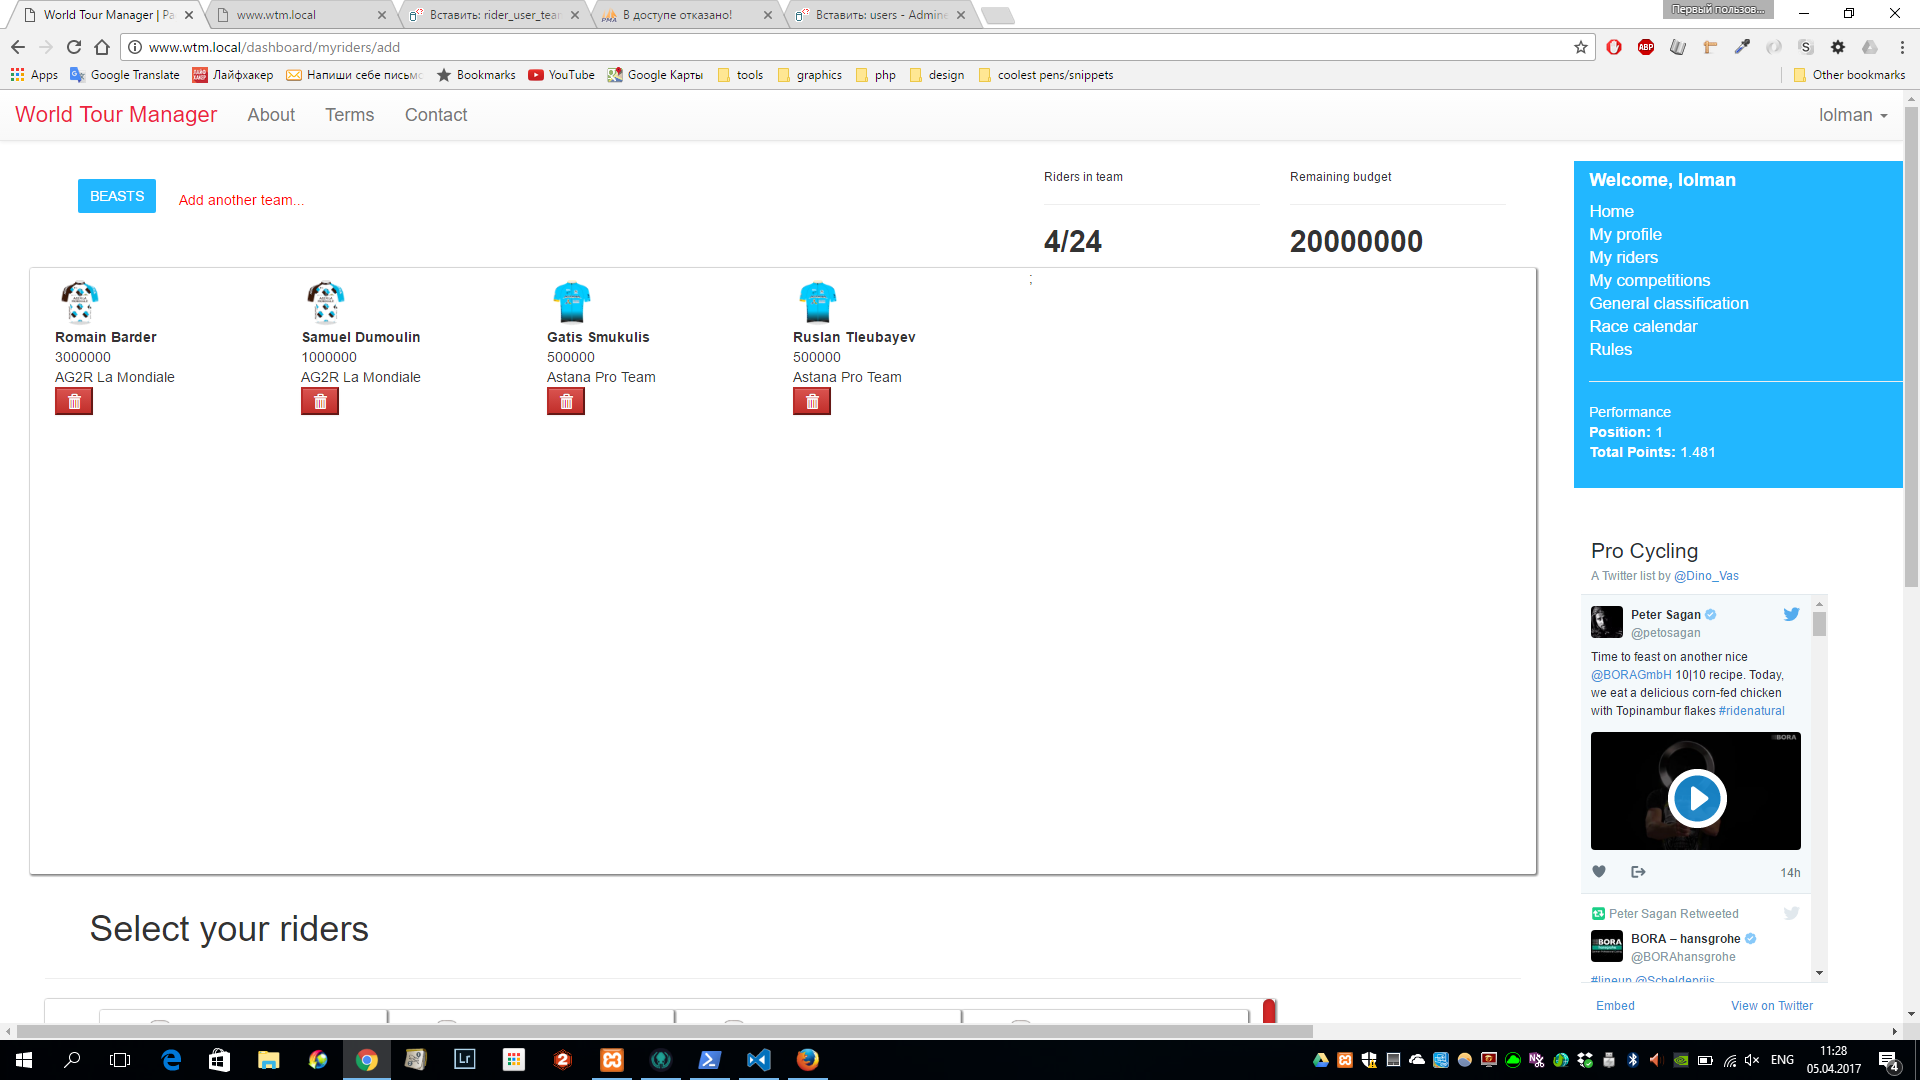 World Tour Manager | Pa
www.wtm.local
Вставить: rider_user_tea
В доступе отказано!
Вставить: users - Admine
Первый пользов...
www.wtm.local/dashboard/myriders/add
Apps
Google Translate
Лайфхакер
Напиши себе письмо
Bookmarks
YouTube
Google Карты
tools
graphics
php
design
coolest pens/snippets
Other bookmarks
World Tour Manager
About
Terms
Contact
lolman
BEASTS
Add another team...
Riders in team
4/24
Remaining budget
20000000
;
Romain Barder
3000000
AG2R La Mondiale
Samuel Dumoulin
1000000
AG2R La Mondiale
Gatis Smukulis
500000
Astana Pro Team
Ruslan Tleubayev
500000
Astana Pro Team
Select your riders
Welcome, lolman
Home
My profile
My riders
My competitions
General classification
Race calendar
Rules
Performance
Position: 1
Total Points: 1.481
Pro Cycling
A Twitter list by @Dino_Vas
Peter Sagan
@petosagan
Time to feast on another nice
@BORAGmbH 10|10 recipe. Today,
we eat a delicious corn-fed chicken
with Topinambur flakes #ridenatural
BORA
14h
Peter Sagan Retweeted
BORA
BORA – hansgrohe
@BORAhansgrohe
#lineup @Scheldeprijs
Embed
View on Twitter
Lr
ENG
11:28
05.04.2017
4